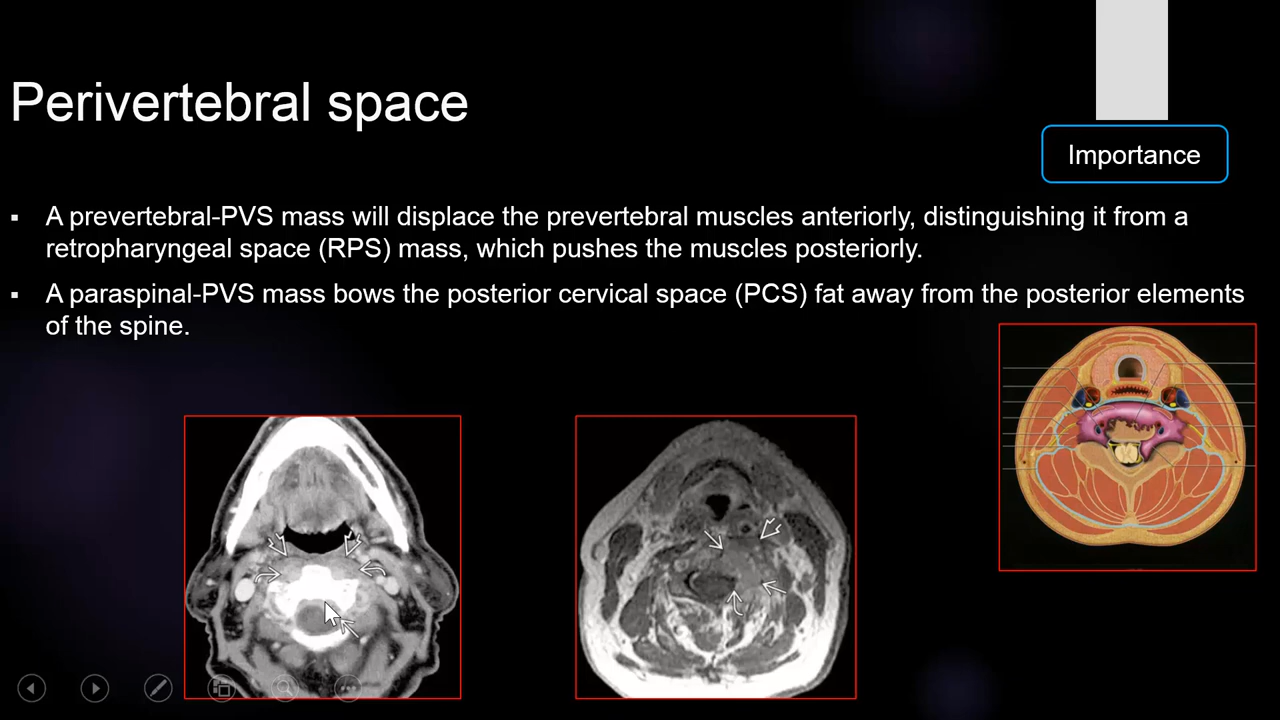 Perivertebral space
Importance
▪ A prevertebral-PVS mass will displace the prevertebral muscles anteriorly, distinguishing it from a
retropharyngeal space (RPS) mass, which pushes the muscles posteriorly.
▪ A paraspinal-PVS mass bows the posterior cervical space (PCS) fat away from the posterior elements
of the spine.